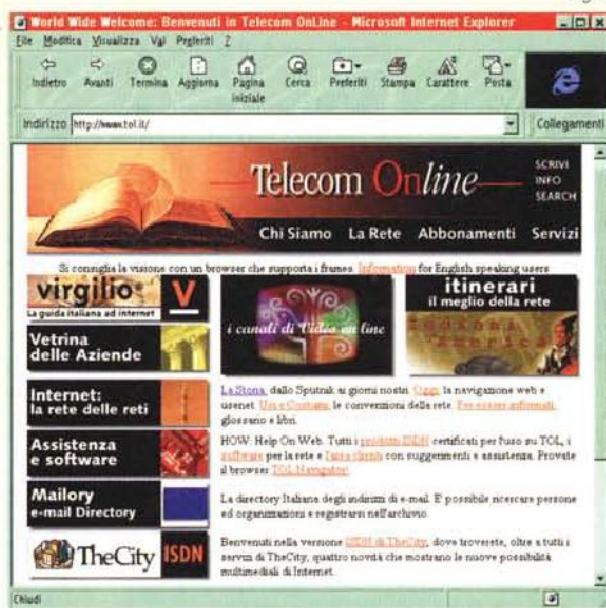 World Wide Welcome: Benvenuti in Telecom OnLine - Microsoft Internet Explorer
File Modifica Visualizza Vai Preferiti ?
Indietro Avanti Termina Aggiorna Pagina iniziale Cerca Preferiti Stampa Carattere Posta
Indirizzo http://www.tol.it/ Collegamenti
Telecom Online
SCRIVI
INFO
SEARCH
Chi Siamo La Rete Abbonamenti Servizi
Si consiglia la visione con un browser che supporta i frames. Information for English speaking users
virgilio V
La guida italiana ad internet
i canali di Video on line
itinerari
il meglio della rete
Vetrina
delle Aziende
Internet:
la rete delle reti
La Storia, dallo Sputnik ai giorni nostri. Oggi, la navigazione web e
usenet. Usi e Costumi, le convenzioni della rete. Per essere informati,
glossario e libri.
Assistenza
e software
HOW: Help On Web. Tutti i prodotti ISDN certificati per l'uso su TOL, i
software per la rete e l'area clienti con suggerimenti e assistenza. Provate
il browser TOL Navigator!
Mailory
e-mail Directory
La directory Italiana degli indirizzi di e-mail. E' possibile ricercare persone
ed organizzazioni e registrarsi nell'archivio.
TheCity ISDN
Benvenuti nella versione ISDN di TheCity, dove troverete, oltre a tutti i
servizi di TheCity, quattro novità che mostrano le nuove possibilità
multimediali di Internet.
Chiudi